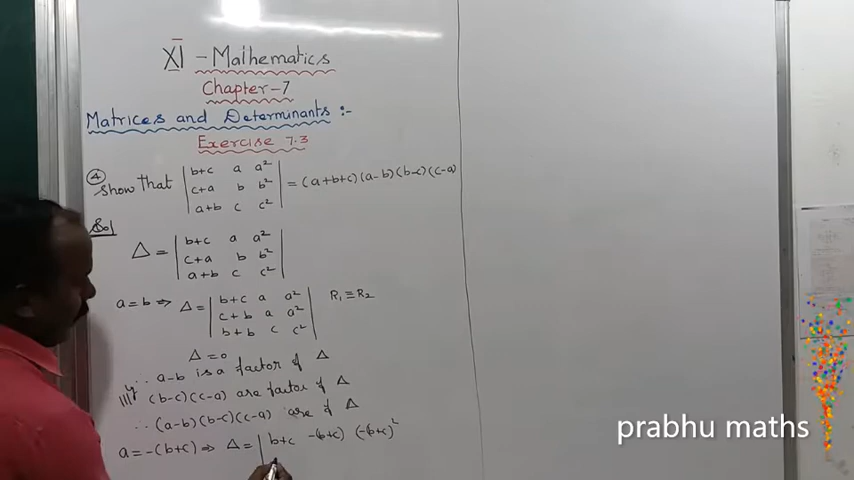 XI - Mathematics
Chapter-7
Matrices and Determinants :-
Exercise 7.3
④ Show that | b+c a a² | = (a+b+c)(a-b)(b-c)(c-a)
c+a b b²
a+b c c²
Sol
Δ = | b+c a a² |
c+a b b²
a+b c c²
a=b ⇒ Δ = | b+c a a² | R₁≡R₂
c+b a a²
b+b c c²
Δ=0
∴ a-b is a factor of Δ
|||ly (b-c)(c-a) are factor of Δ
∴ (a-b)(b-c)(c-a) are of Δ
a=-(b+c) ⇒ Δ = | b+c -(b+c) (-(b+c)²
prabhu maths